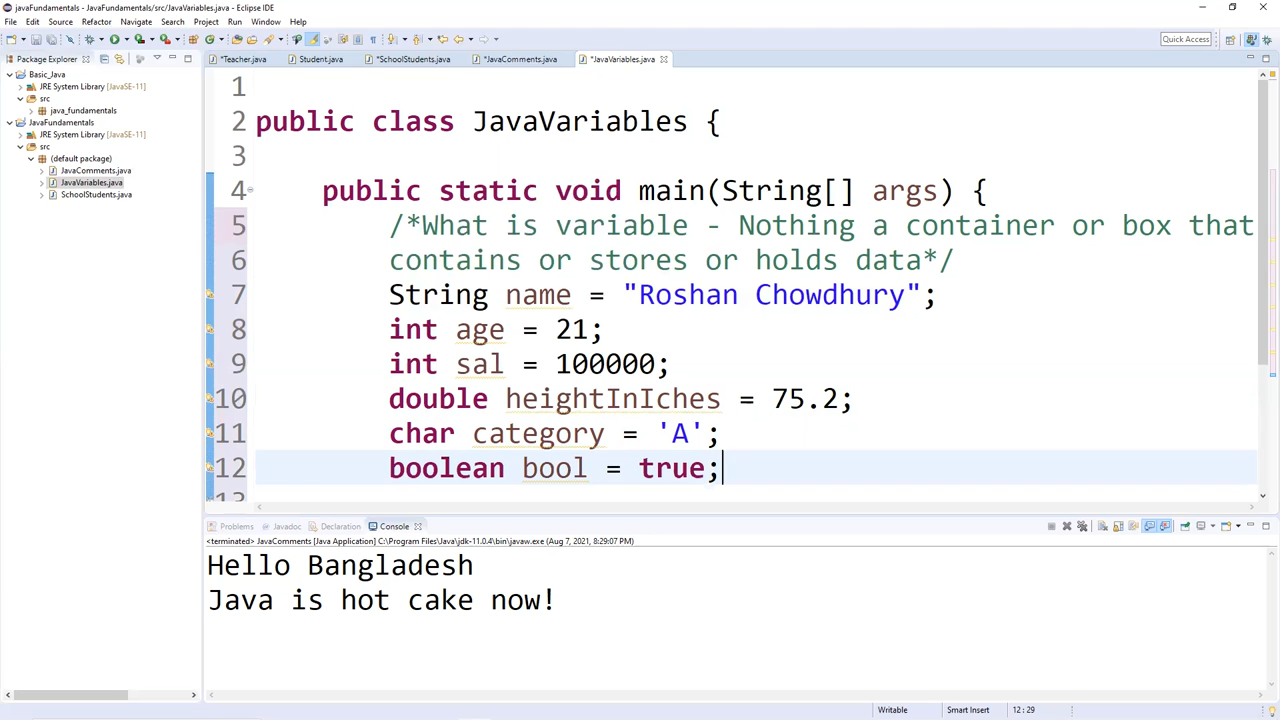 javaFundamentals - JavaFundamentals/src/JavaVariables.java - Eclipse IDE
File Edit Source Refactor Navigate Search Project Run Window Help
Quick Access
Package Explorer
*Teacher.java Student.java *SchoolStudents.java *JavaComments.java *JavaVariables.java
Basic_Java
JRE System Library [JavaSE-11]
src
java_fundamentals
JavaFundamentals
JRE System Library [JavaSE-11]
src
(default package)
JavaComments.java
JavaVariables.java
SchoolStudents.java
1
2 public class JavaVariables {
3
4 public static void main(String[] args) {
5 /*What is variable - Nothing a container or box that
6 contains or stores or holds data*/
7 String name = "Roshan Chowdhury";
8 int age = 21;
9 int sal = 100000;
10 double heightInIches = 75.2;
11 char category = 'A';
12 boolean bool = true;
13
Problems Javadoc Declaration Console
<terminated> JavaComments [Java Application] C:\Program Files\Java\jdk-11.0.4\bin\javaw.exe (Aug 7, 2021, 8:29:07 PM)
Hello Bangladesh
Java is hot cake now!
Writable Smart Insert 12 : 29